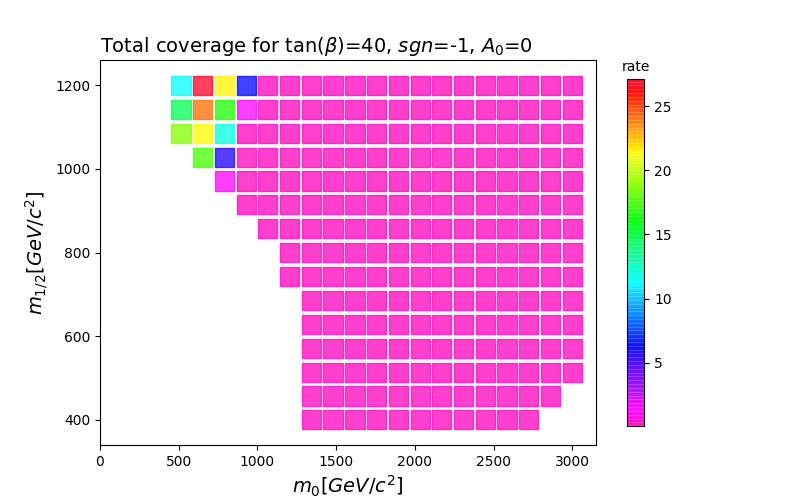 Total coverage for tan(β)=40, sgn=-1, A₀=0
rate
1200
1000
800
600
400
m₁/₂[GeV/c²]
0 500 1000 1500 2000 2500 3000
m₀[GeV/c²]
25
20
15
10
5